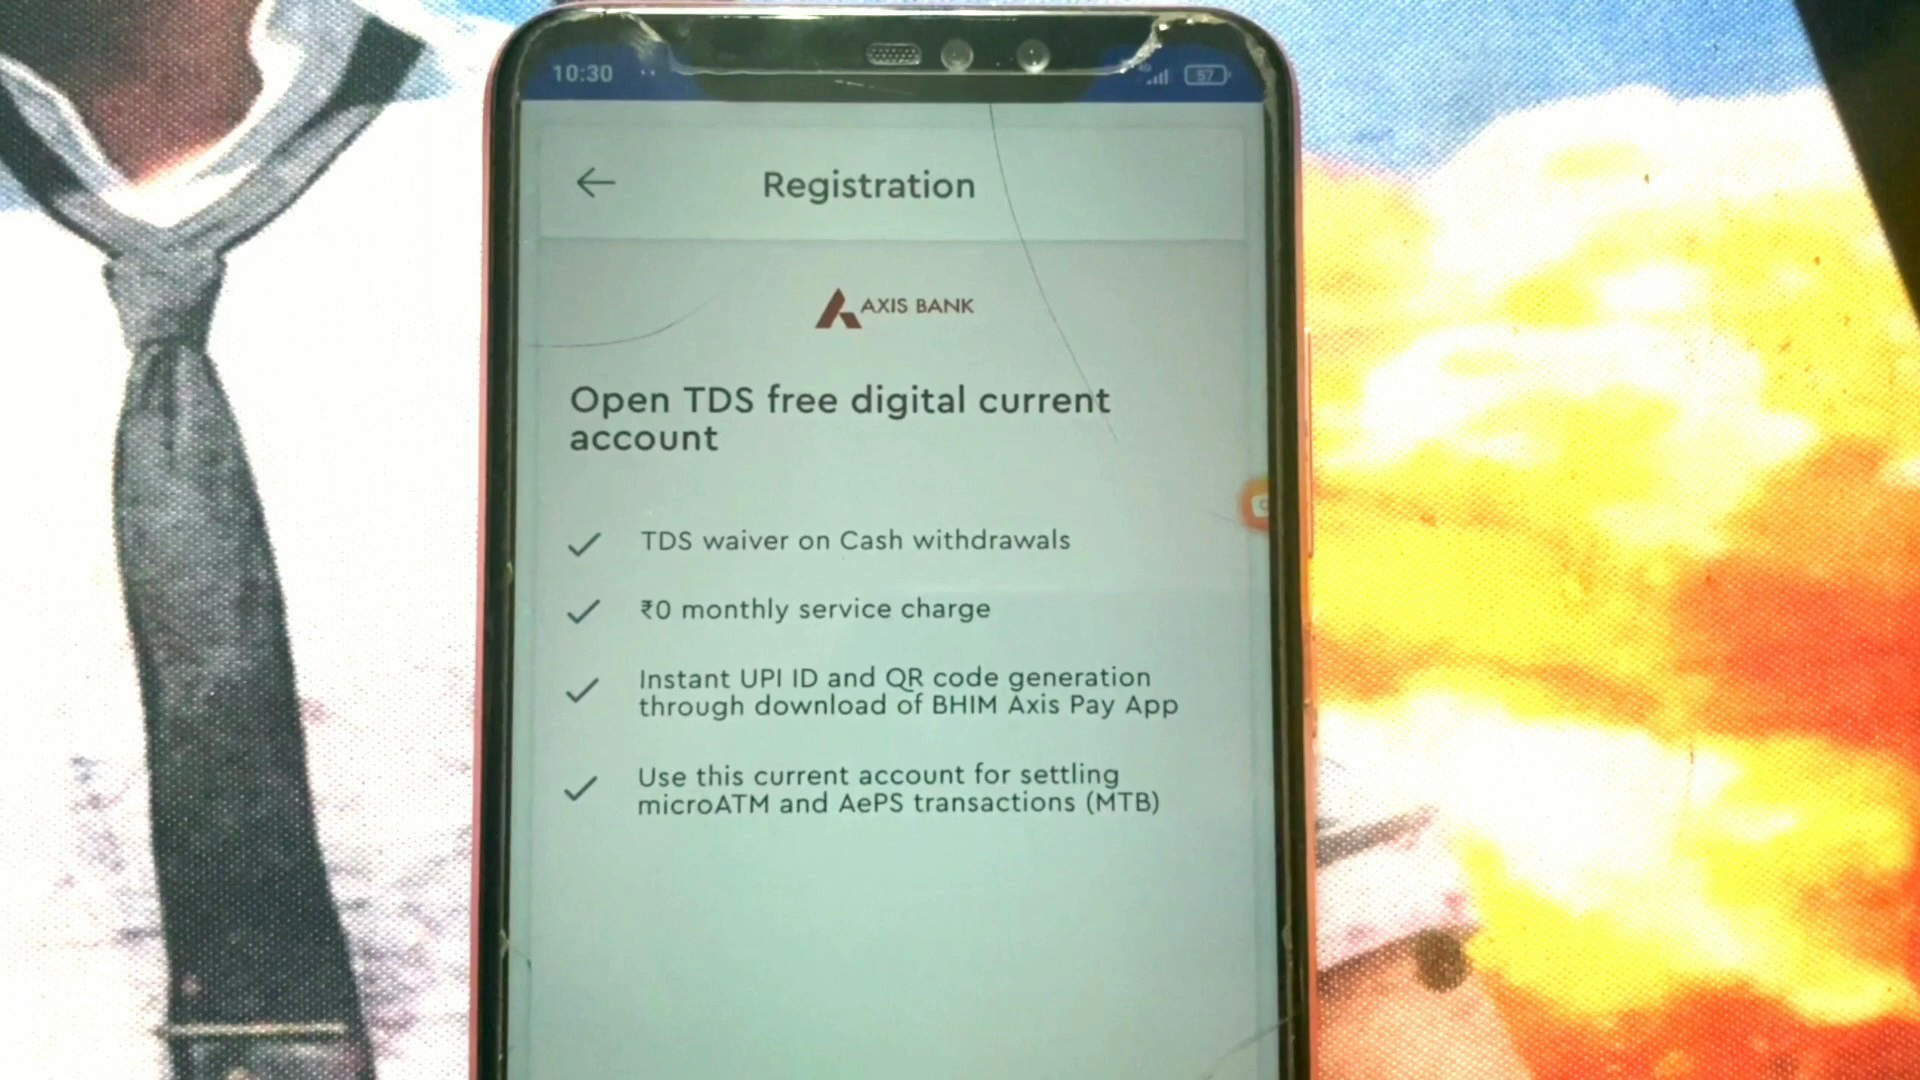 10:30
57
Registration
AXIS BANK
Open TDS free digital current
account
TDS waiver on Cash withdrawals
₹0 monthly service charge
Instant UPI ID and QR code generation
through download of BHIM Axis Pay App
Use this current account for settling
microATM and AePS transactions (MTB)